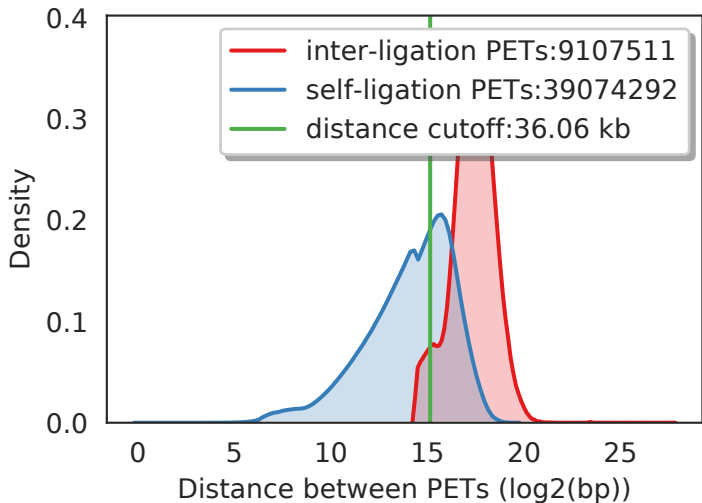 0.4
0.3
0.2
0.1
0.0
Density
inter-ligation PETs:9107511
self-ligation PETs:39074292
distance cutoff:36.06 kb
0 5 10 15 20 25
Distance between PETs (log2(bp))